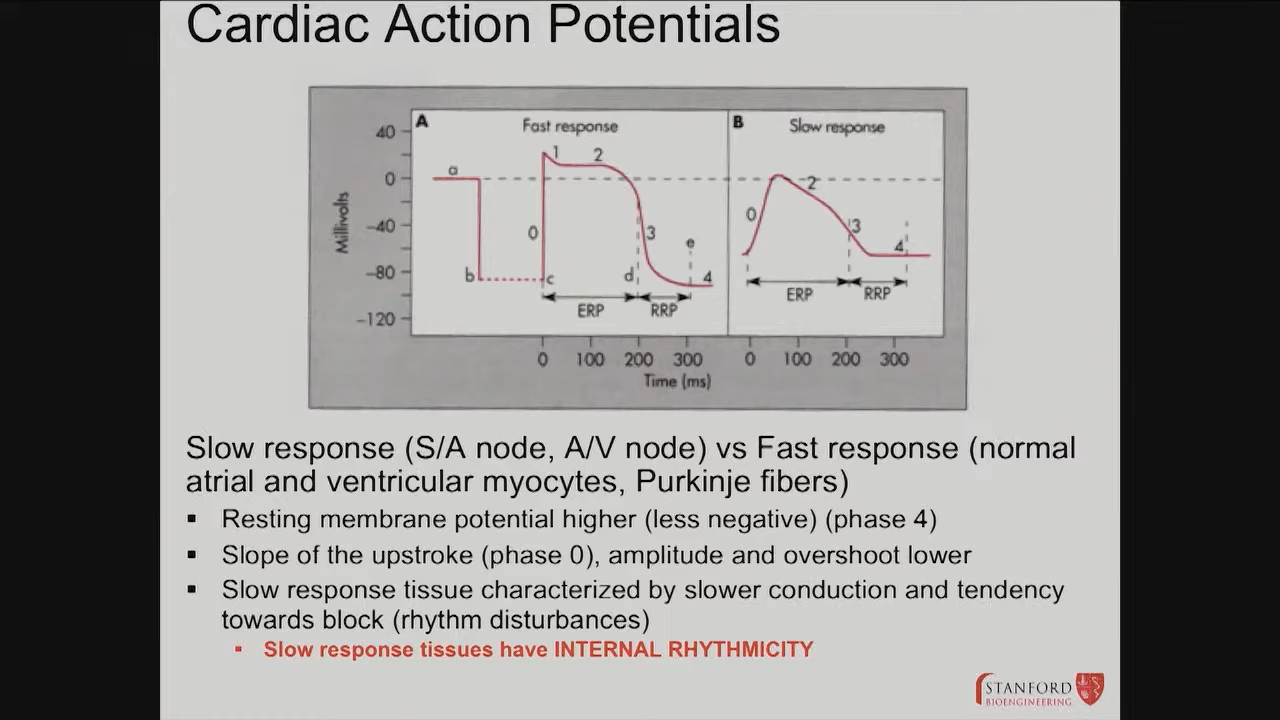 Cardiac Action Potentials
A
Fast response
B
Slow response
40
0
-40
-80
-120
Millivolts
a
b
c
d
e
0
1
2
3
4
ERP
RRP
0
2
3
4
ERP
RRP
0 100 200 300
0 100 200 300
Time (ms)
Slow response (S/A node, A/V node) vs Fast response (normal
atrial and ventricular myocytes, Purkinje fibers)
▪ Resting membrane potential higher (less negative) (phase 4)
▪ Slope of the upstroke (phase 0), amplitude and overshoot lower
▪ Slow response tissue characterized by slower conduction and tendency
towards block (rhythm disturbances)
▪ Slow response tissues have INTERNAL RHYTHMICITY
STANFORD
BIOENGINEERING